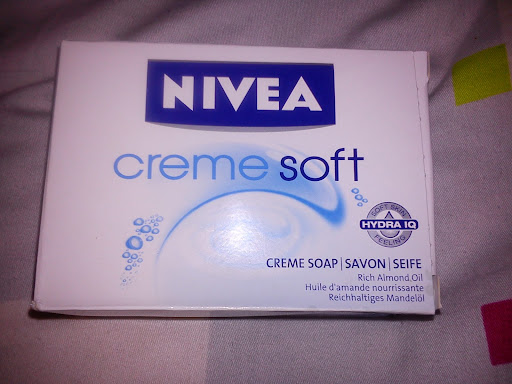 NIVEA
creme soft
SOFT SKIN
HYDRA IQ
FEELING
CREME SOAP|SAVON|SEIFE
Rich Almond Oil
Huile d'amande nourrissante
Reichhaltiges Mandelöl